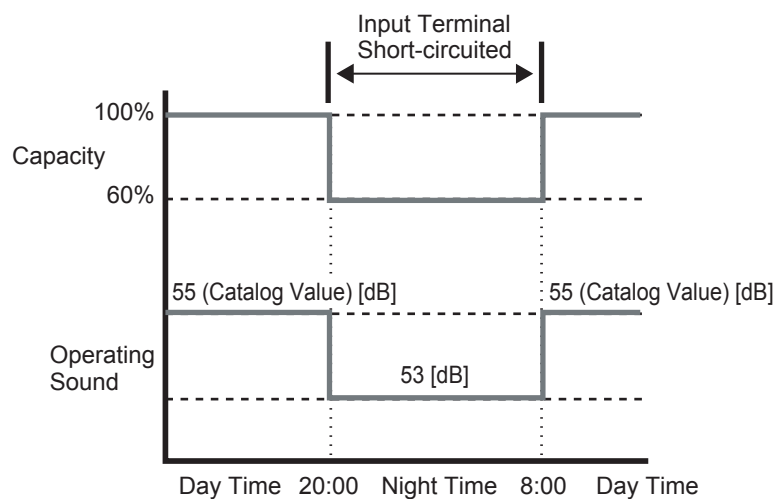 Input Terminal
Short-circuited
100%
Capacity
60%
55 (Catalog Value) [dB]
55 (Catalog Value) [dB]
Operating
Sound
53 [dB]
Day Time 20:00 Night Time 8:00 Day Time